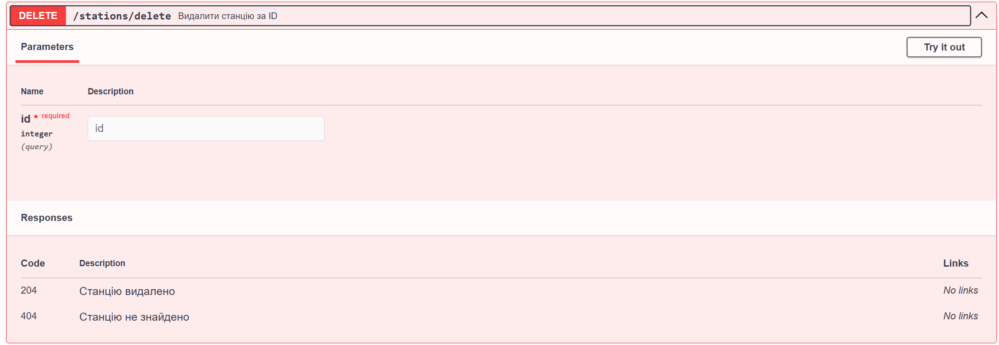 DELETE /stations/delete Видалити станцію за ID
Parameters
Try it out
Name Description
id * required
integer
(query)
id
Responses
Code Description Links
204 Станцію видалено No links
404 Станцію не знайдено No links